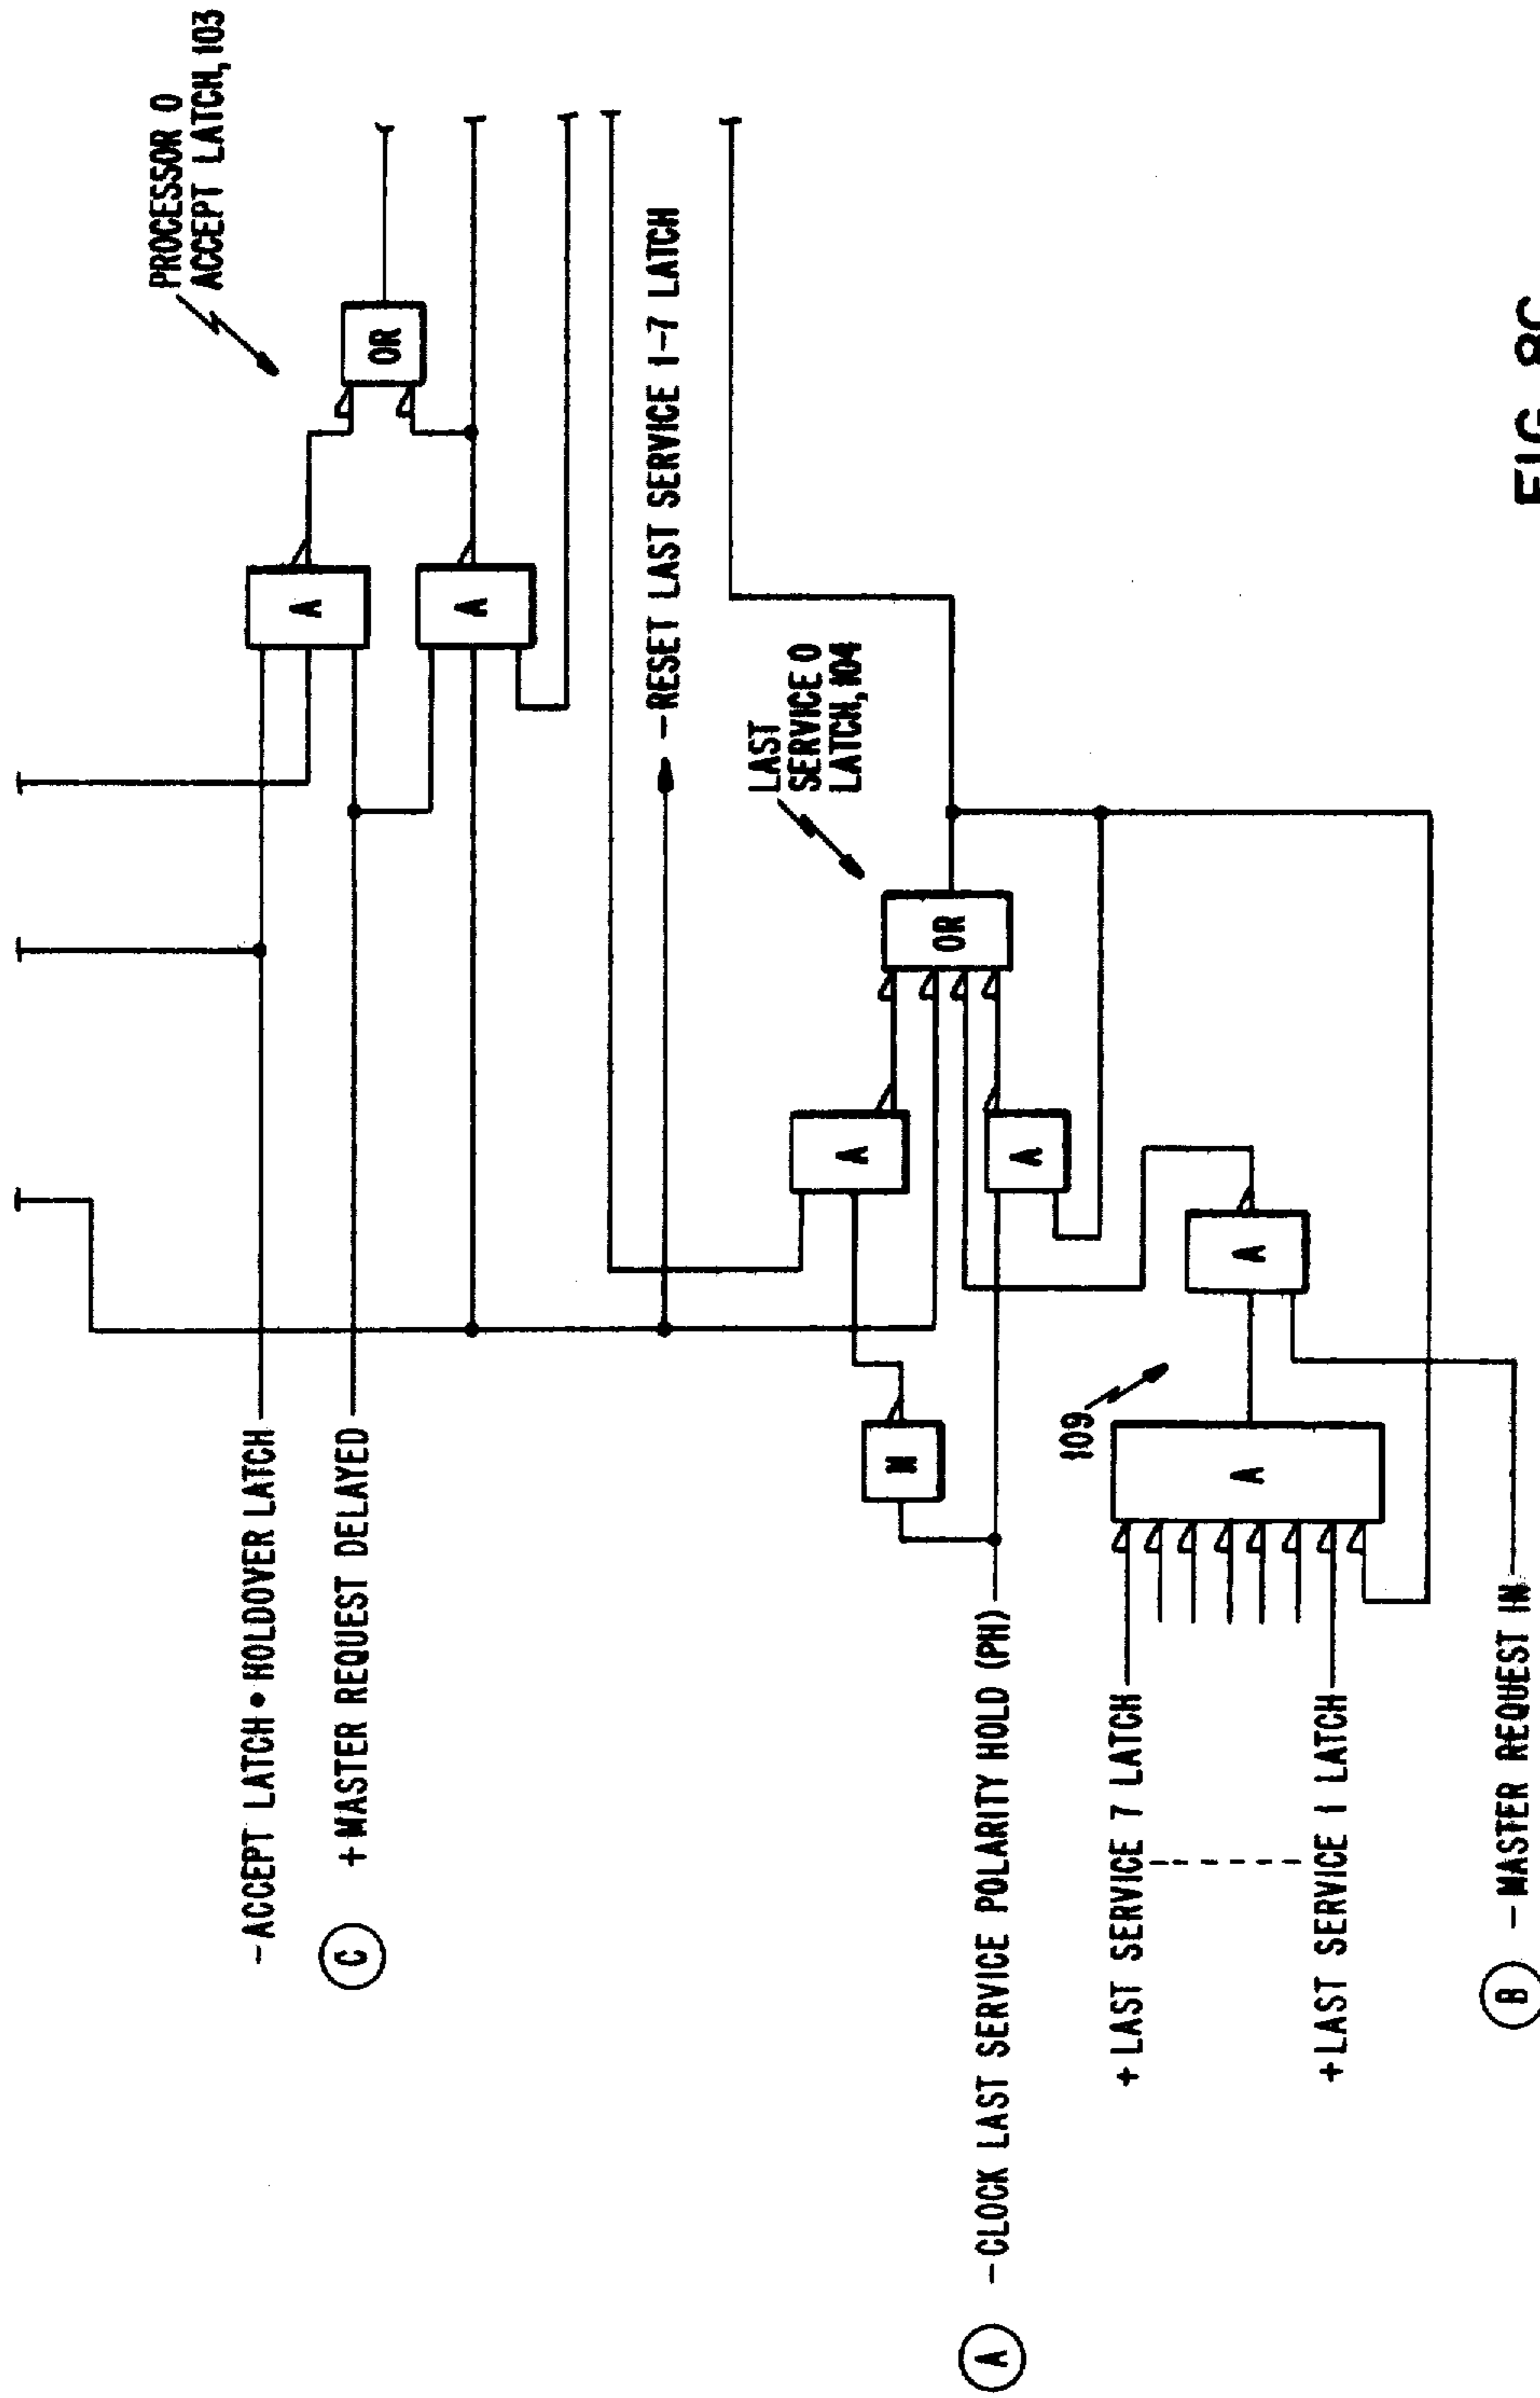 PROCESSOR 0
ACCEPT LATCH, 103
OR
A
A
-ACCEPT LATCH • HOLDOVER LATCH
C
+MASTER REQUEST DELAYED
-RESET LAST SERVICE 1-7 LATCH
LAST
SERVICE 0
LATCH, 104
OR
A
A
N
A
-CLOCK LAST SERVICE POLARITY HOLD (PH)
109
A
A
+LAST SERVICE 7 LATCH
+LAST SERVICE 1 LATCH
B
-MASTER REQUEST IN
FIG. 8C